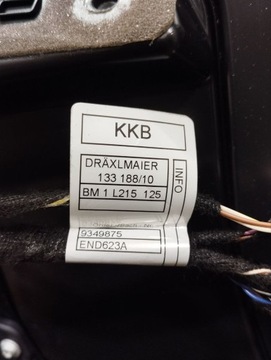 KKB
DRÄXLMAIER
133 188/10
BM 1 L215 125
INFO
9349875
END623A